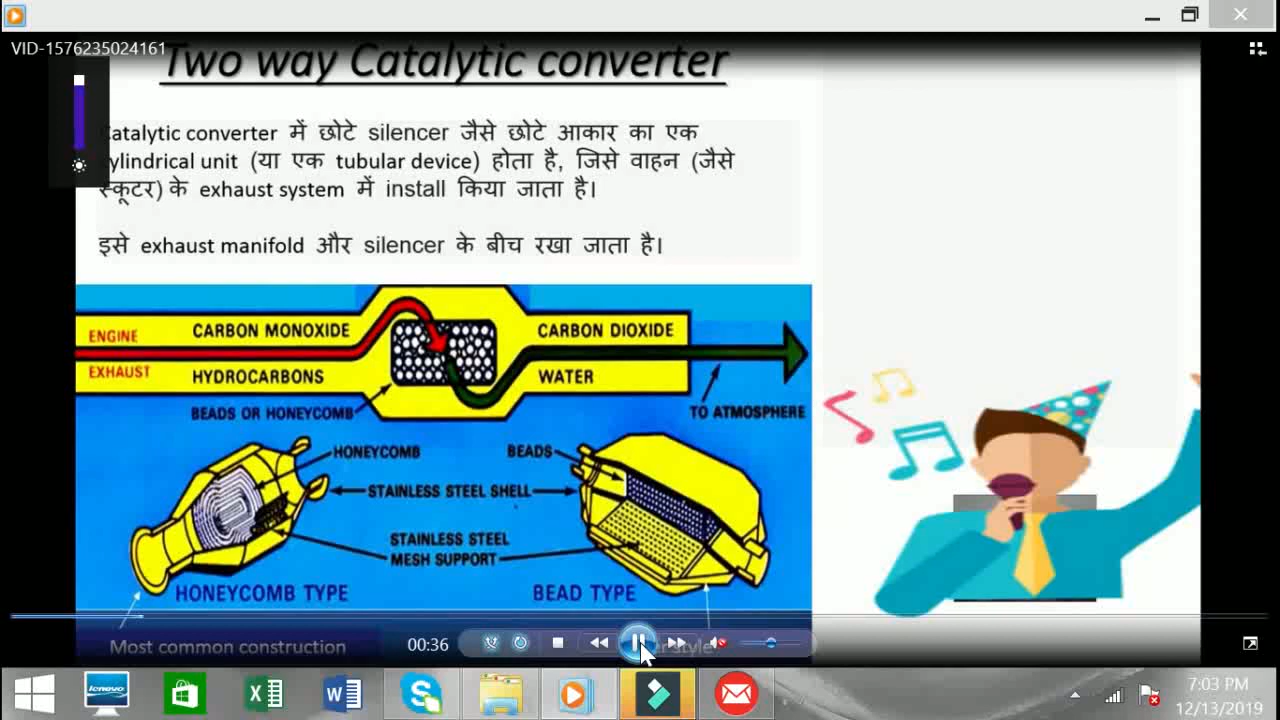 VID-1576235024161
Two way Catalytic converter
Catalytic converter में छोटे silencer जैसे छोटे आकार का एक
ylindrical unit (या एक tubular device) होता है, जिसे वाहन (जैसे
स्कूटर) के exhaust system में install किया जाता है।
इसे exhaust manifold और silencer के बीच रखा जाता है।
ENGINE CARBON MONOXIDE CARBON DIOXIDE
EXHAUST HYDROCARBONS WATER
BEADS OR HONEYCOMB TO ATMOSPHERE
HONEYCOMB BEADS
STAINLESS STEEL SHELL
STAINLESS STEEL
MESH SUPPORT
HONEYCOMB TYPE BEAD TYPE
Most common construction
00:36
lenovo
7:03 PM
12/13/2019